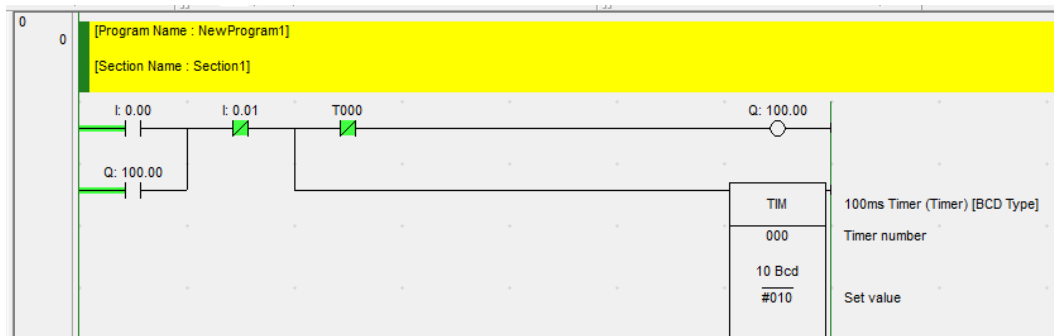 0
0
[Program Name : NewProgram1]
[Section Name : Section1]
I: 0.00 I: 0.01 T000 Q: 100.00
Q: 100.00
TIM 100ms Timer (Timer) [BCD Type]
000 Timer number
10 Bcd
#010 Set value